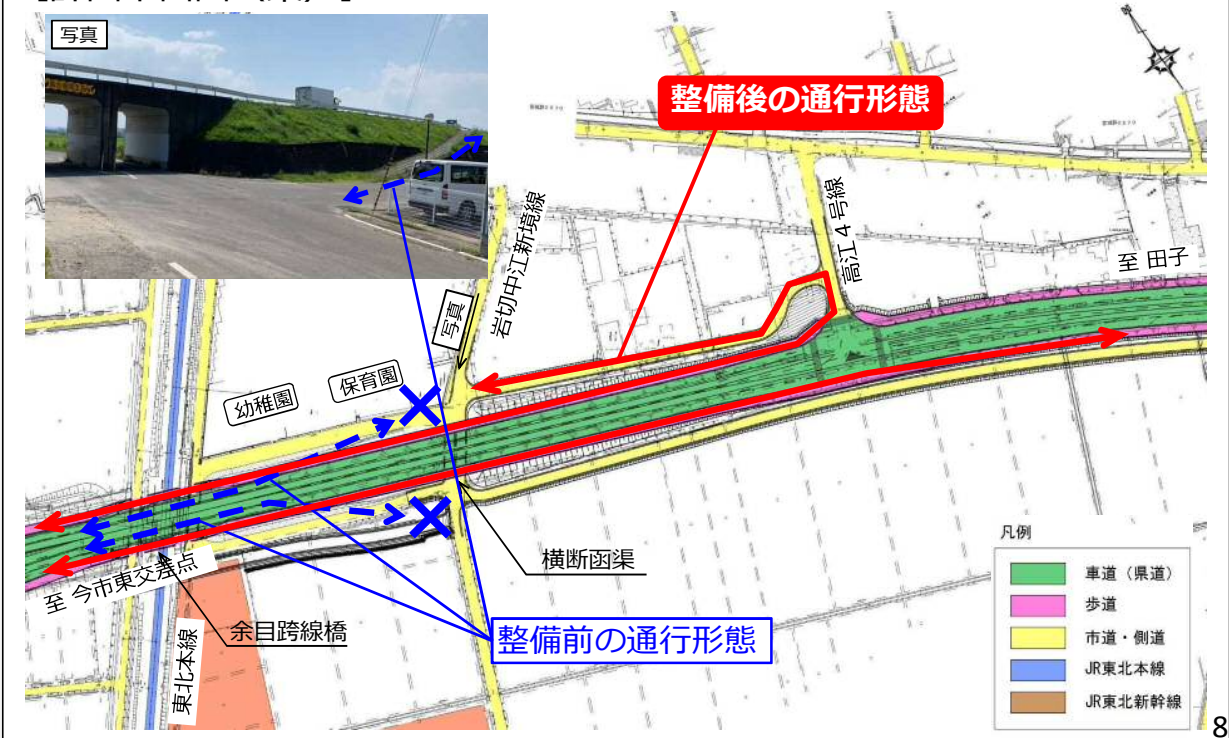 写真
整備後の通行形態
岩切中江新境線
高江4号線
至 田子
写真
保育園
幼稚園
横断函渠
至 今市東交差点
余目跨線橋
東北本線
整備前の通行形態
凡例
車道（県道）
歩道
市道・側道
JR東北本線
JR東北新幹線
8